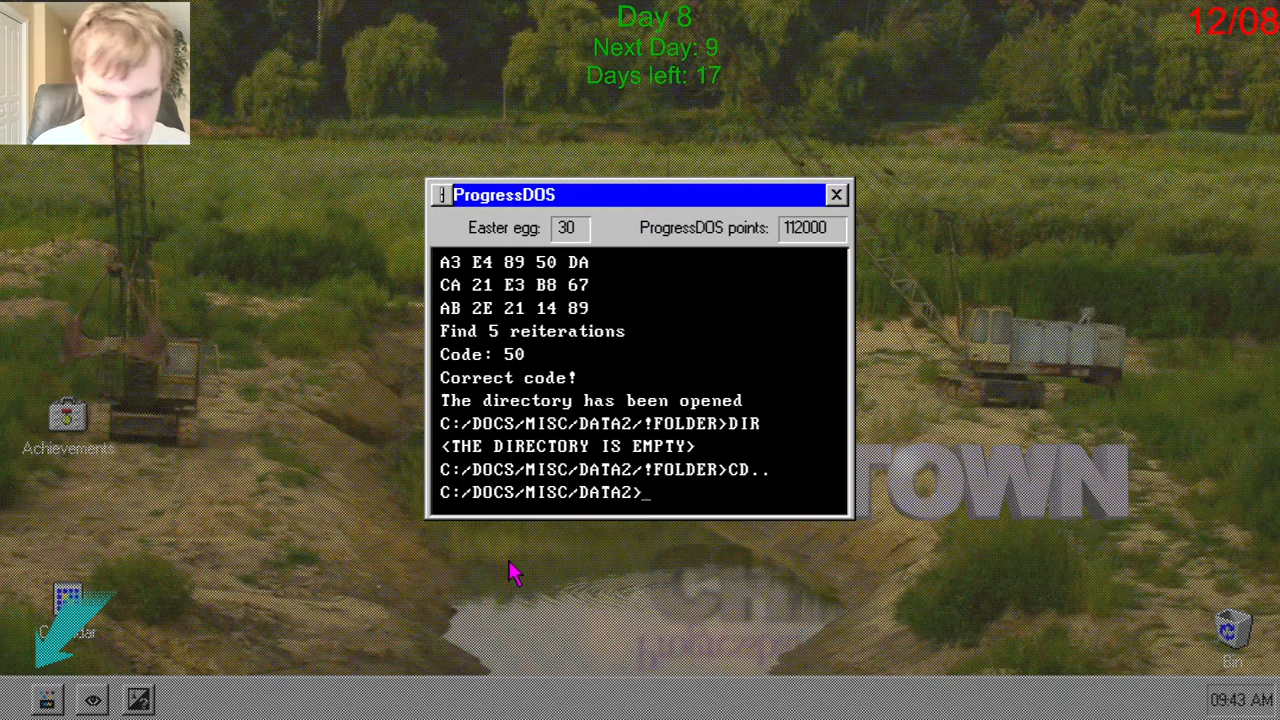 Day 8
Next Day: 9
Days left: 17
12/08
ProgressDOS
Easter egg: 30
ProgressDOS points: 112000
A3 E4 89 50 DA
CA 21 E3 B8 67
AB 2E 21 14 89
Find 5 reiterations
Code: 50
Correct code!
The directory has been opened
C:/DOCS/MISC/DATA2/!FOLDER>DIR
<THE DIRECTORY IS EMPTY>
C:/DOCS/MISC/DATA2/!FOLDER>CD..
C:/DOCS/MISC/DATA2>_
Achievements
TOWN
Bin
09:43 AM